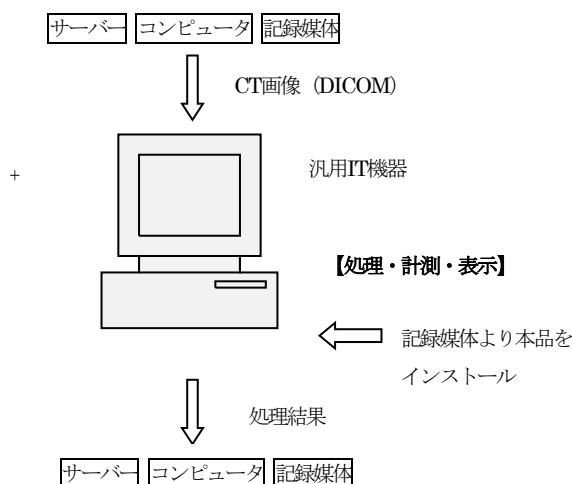 サーバー コンピュータ 記録媒体
CT画像（DICOM）
+
汎用IT機器
【処理・計測・表示】
記録媒体より本品を
インストール
処理結果
サーバー コンピュータ 記録媒体